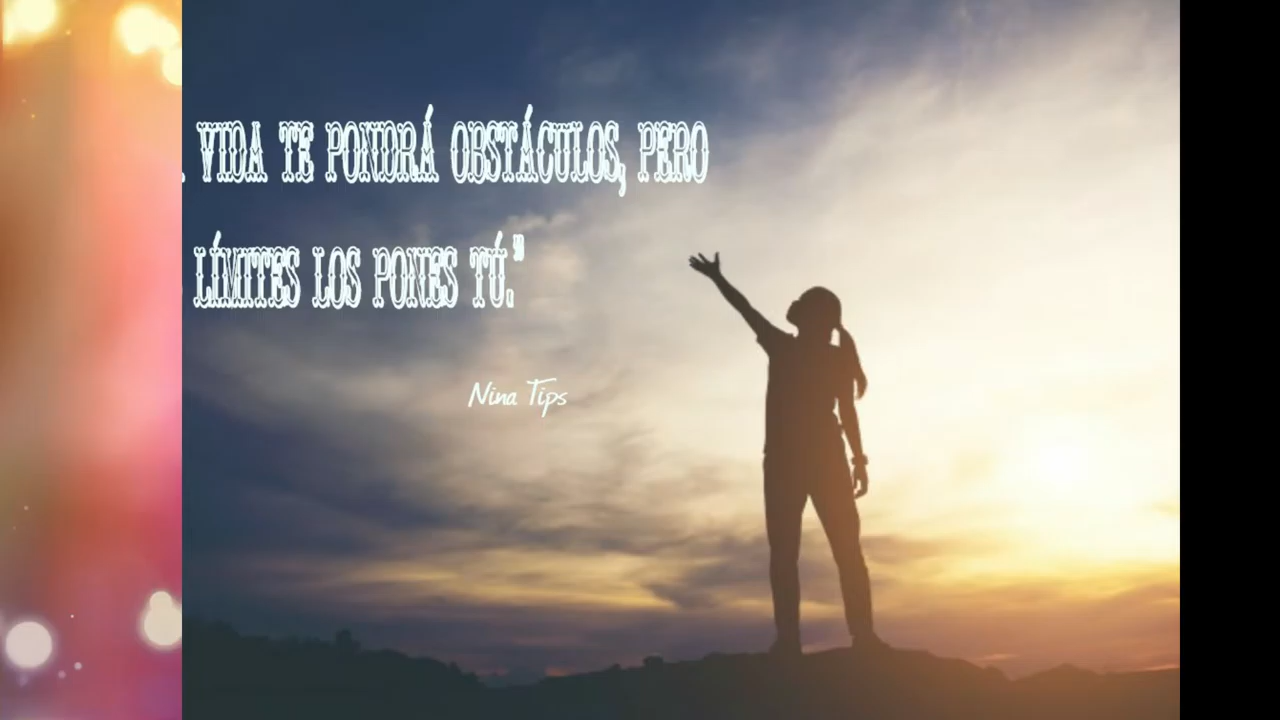 VIDA TE PONDRÁ OBSTÁCULOS, PERO
LÍMITES LOS PONES TÚ."
Nina Tips